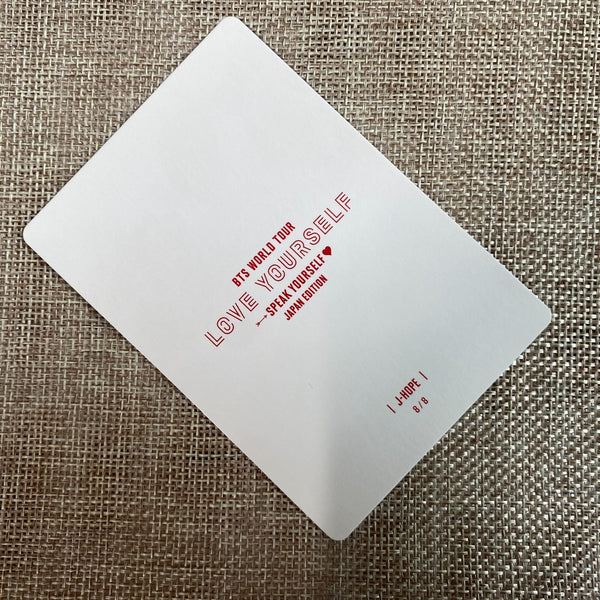 BTS WORLD TOUR
LOVE YOURSELF
SPEAK YOURSELF
JAPAN EDITION
| J-HOPE |
8/8